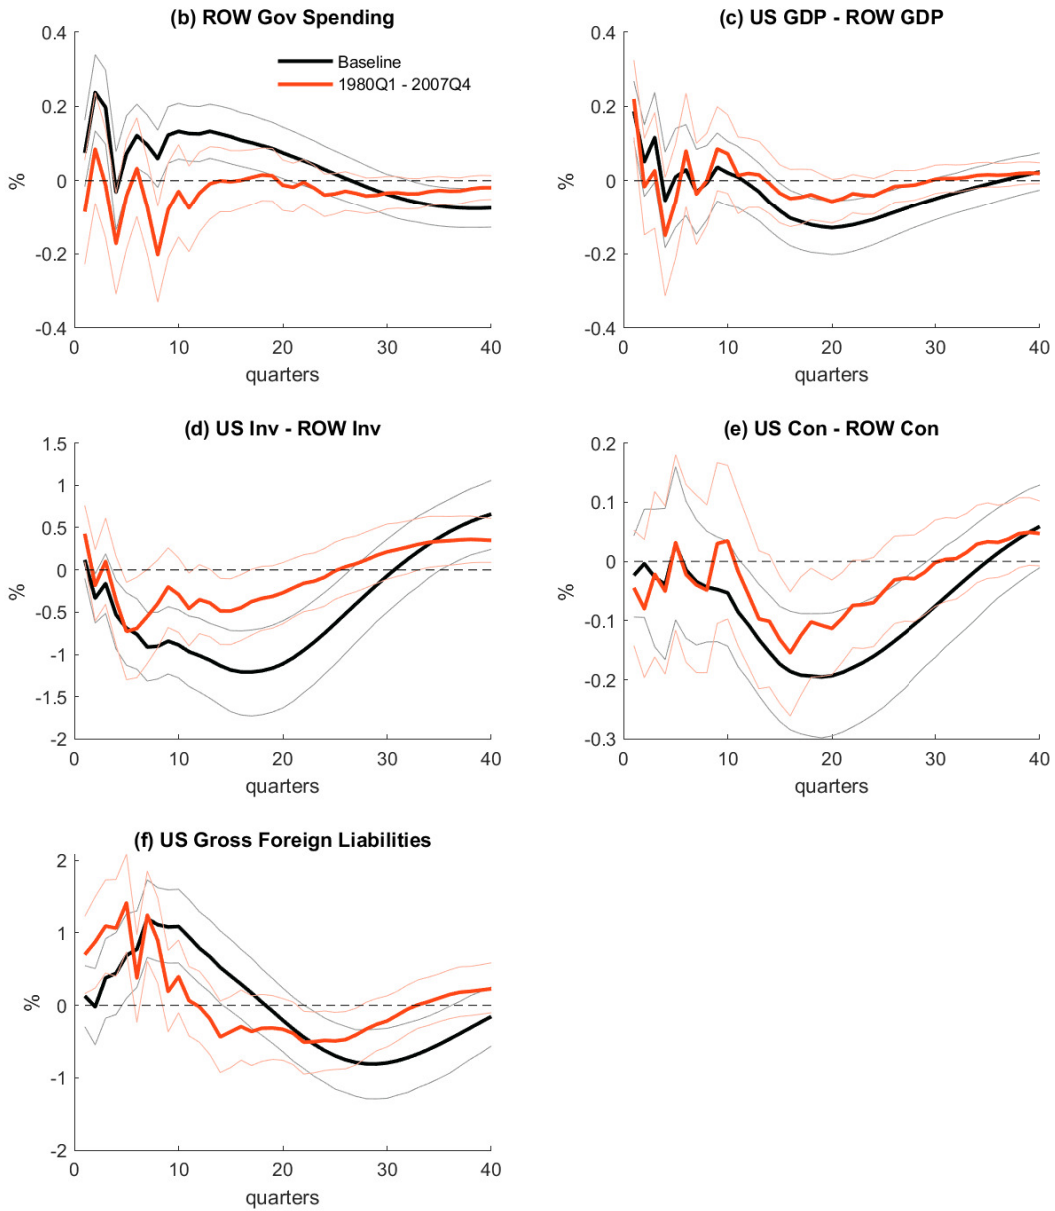 (b) ROW Gov Spending
0.4
0.2
0
-0.2
-0.4
%
Baseline
1980Q1 - 2007Q4
0 10 20 30 40
quarters
(c) US GDP - ROW GDP
0.4
0.2
0
-0.2
-0.4
%
0 10 20 30 40
quarters
(d) US Inv - ROW Inv
1.5
1
0.5
0
-0.5
-1
-1.5
-2
%
0 10 20 30 40
quarters
(e) US Con - ROW Con
0.2
0.1
0
-0.1
-0.2
-0.3
%
0 10 20 30 40
quarters
(f) US Gross Foreign Liabilities
2
1
0
-1
-2
%
0 10 20 30 40
quarters